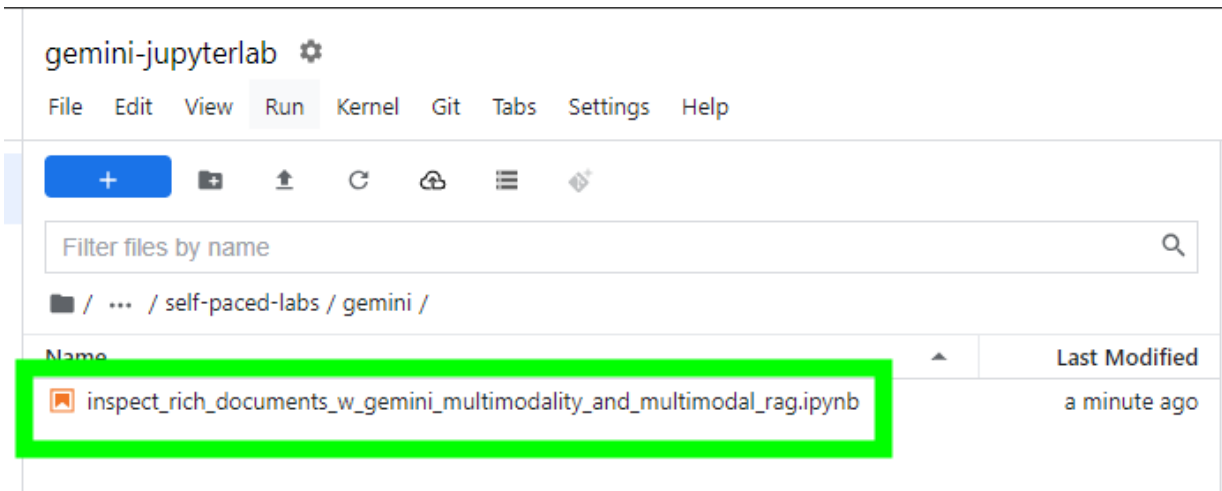 gemini-jupyterlab
File Edit View Run Kernel Git Tabs Settings Help
+
Filter files by name
/ ••• / self-paced-labs / gemini /
Name Last Modified
inspect_rich_documents_w_gemini_multimodality_and_multimodal_rag.ipynb a minute ago